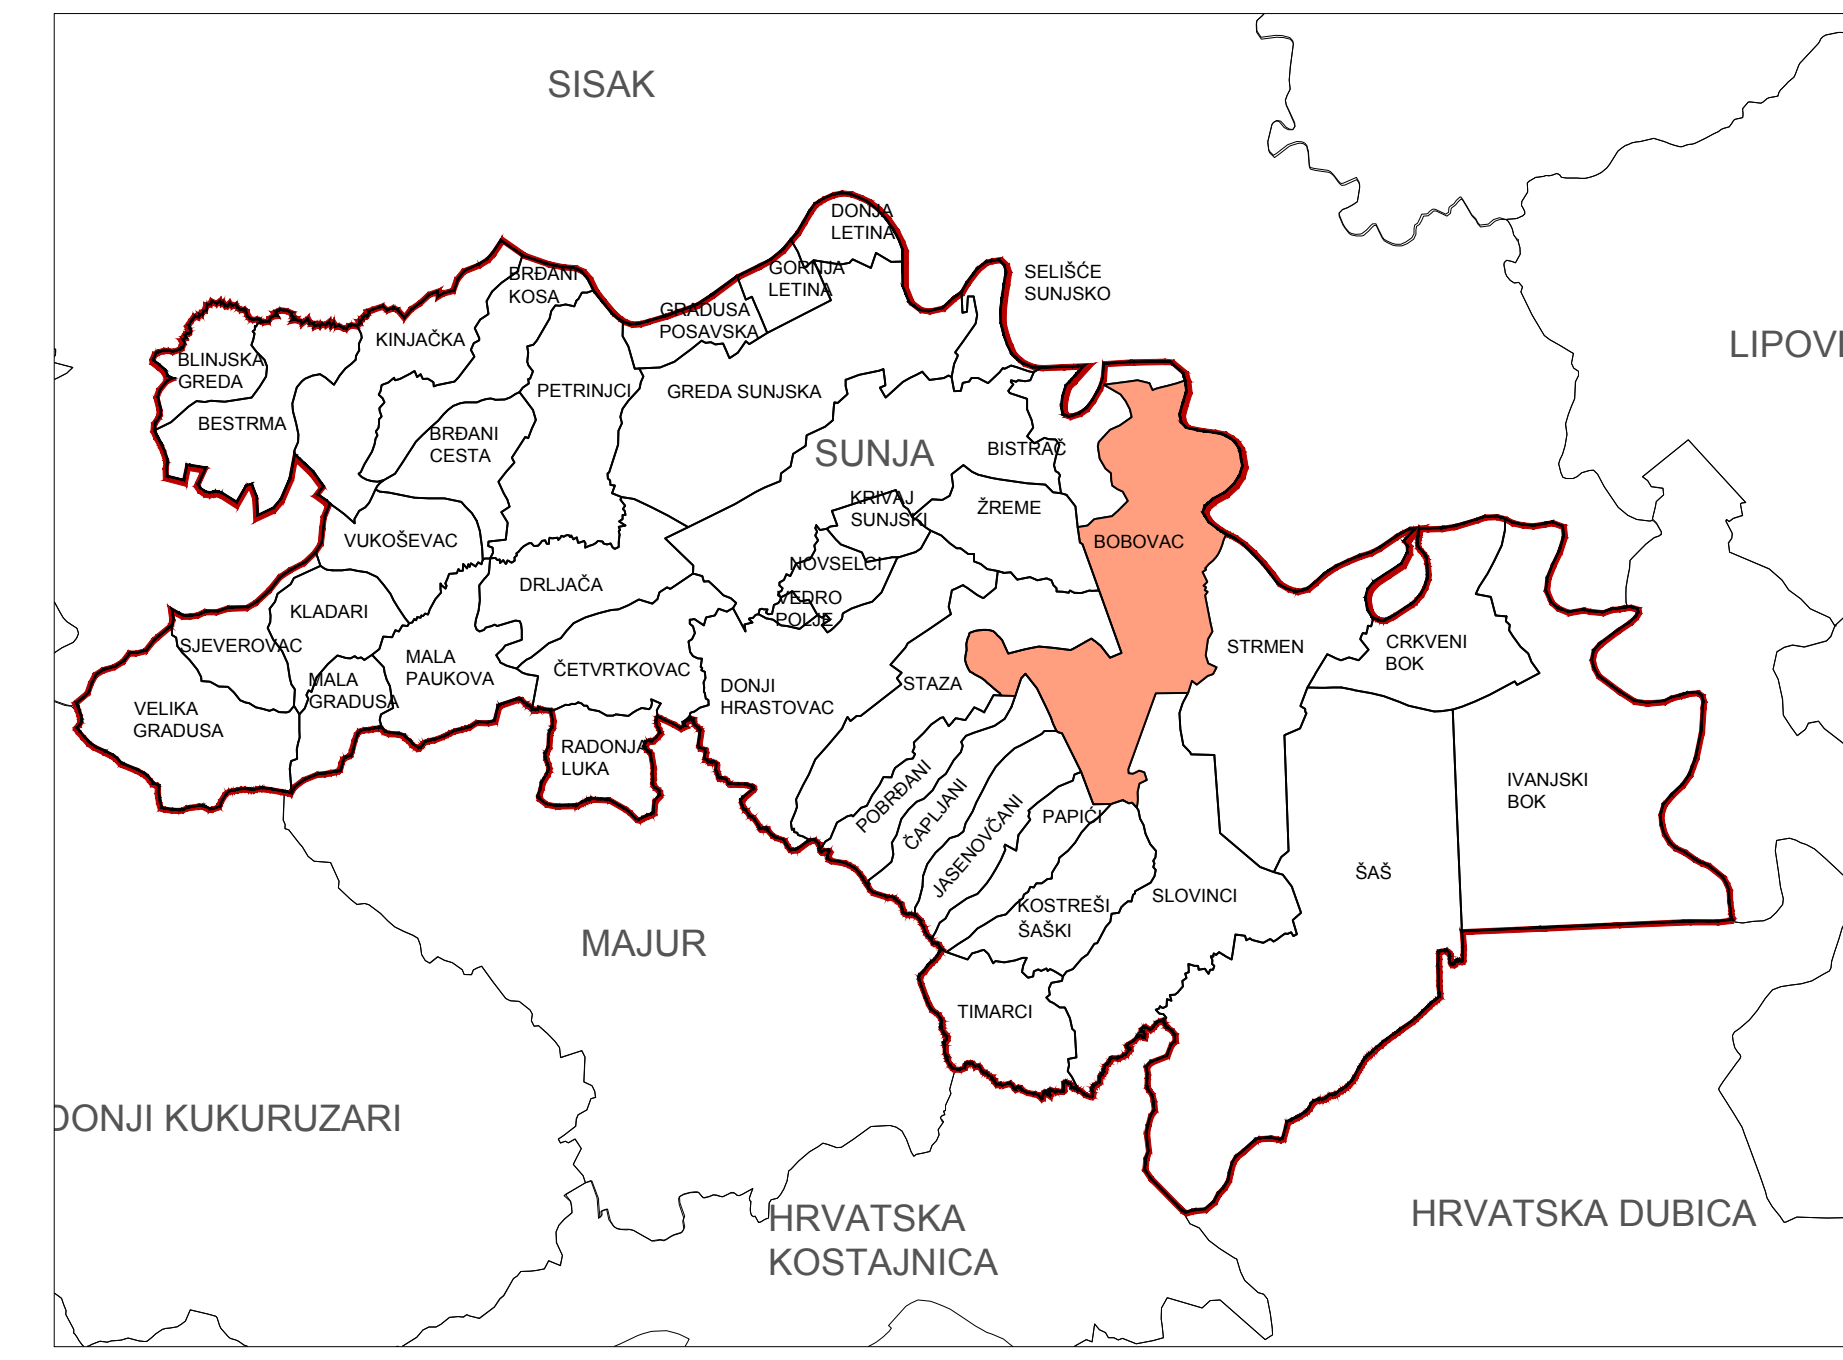 SISAK
DONJA
LETINA
GORNJA
LETINA
SELIŠĆE
SUNJSKO
BRĐANI
KOSA
GRADUSA
POSAVSKA
KINJAČKA
LIPOVL
BLINJSKA
GREDA
PETRINJCI
GREDA SUNJSKA
BESTRMA
BRĐANI
CESTA
SUNJA
BISTRAČ
KRIVAJ
SUNJSKI
ŽREME
VUKOŠEVAC
BOBOVAC
NOVSELCI
DRLJAČA
VEDRO
POLJE
KLADARI
SJEVEROVAC
MALA
PAUKOVA
ČETVRTKOVAC
STRMEN
CRKVENI
BOK
MALA
GRADUSA
DONJI
HRASTOVAC
STAZA
VELIKA
GRADUSA
RADONJA
LUKA
POBRĐANI
ČAPLJANI
JASENOVČANI
PAPIĆI
IVANJSKI
BOK
ŠAŠ
SLOVINCI
KOSTREŠI
ŠAŠKI
MAJUR
TIMARCI
DONJI KUKURUZARI
HRVATSKA
KOSTAJNICA
HRVATSKA DUBICA